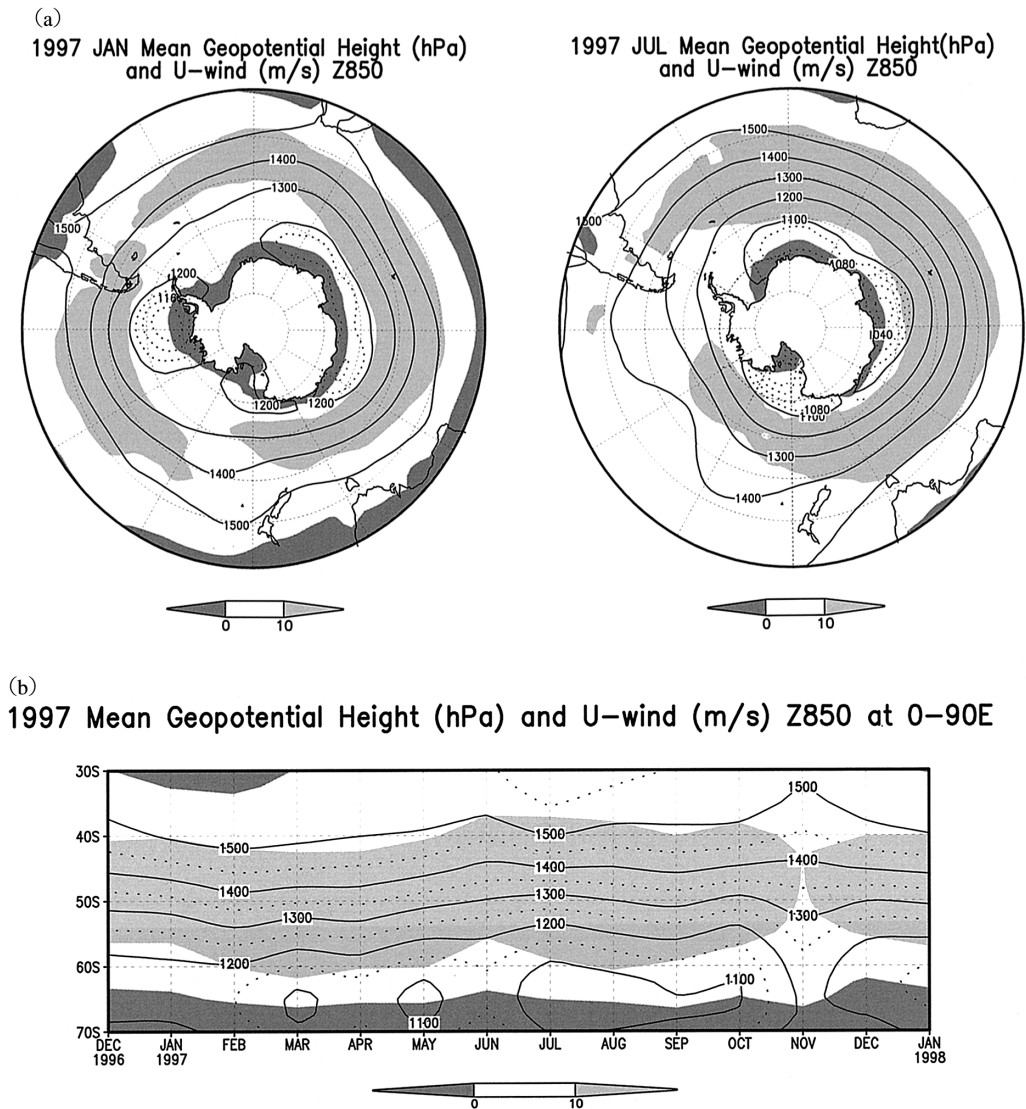 (a)
1997 JAN Mean Geopotential Height (hPa)
and U-wind (m/s) Z850
1400
1300
1500
1200
1200
1200
1400
1500
0 10
1997 JUL Mean Geopotential Height(hPa)
and U-wind (m/s) Z850
1500
1400
1300
1200
1100
1500
1080
1040
1080
1100
1300
1400
0 10
(b)
1997 Mean Geopotential Height (hPa) and U-wind (m/s) Z850 at 0-90E
30S
40S
50S
60S
70S
1500
1400
1300
1200
1500
1400
1300
1200
1100
1100
1500
1400
1300
DEC JAN FEB MAR APR MAY JUN JUL AUG SEP OCT NOV DEC JAN
1996 1997 1998
0 10